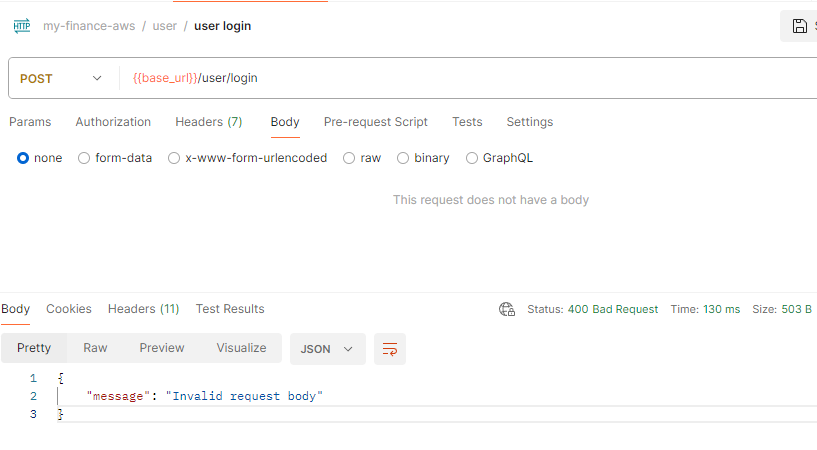 HTTP my-finance-aws / user / user login
POST {{base_url}}/user/login
Params Authorization Headers (7) Body Pre-request Script Tests Settings
none form-data x-www-form-urlencoded raw binary GraphQL
This request does not have a body
Body Cookies Headers (11) Test Results Status: 400 Bad Request Time: 130 ms Size: 503 B
Pretty Raw Preview Visualize JSON
1 {
2 "message": "Invalid request body"
3 }